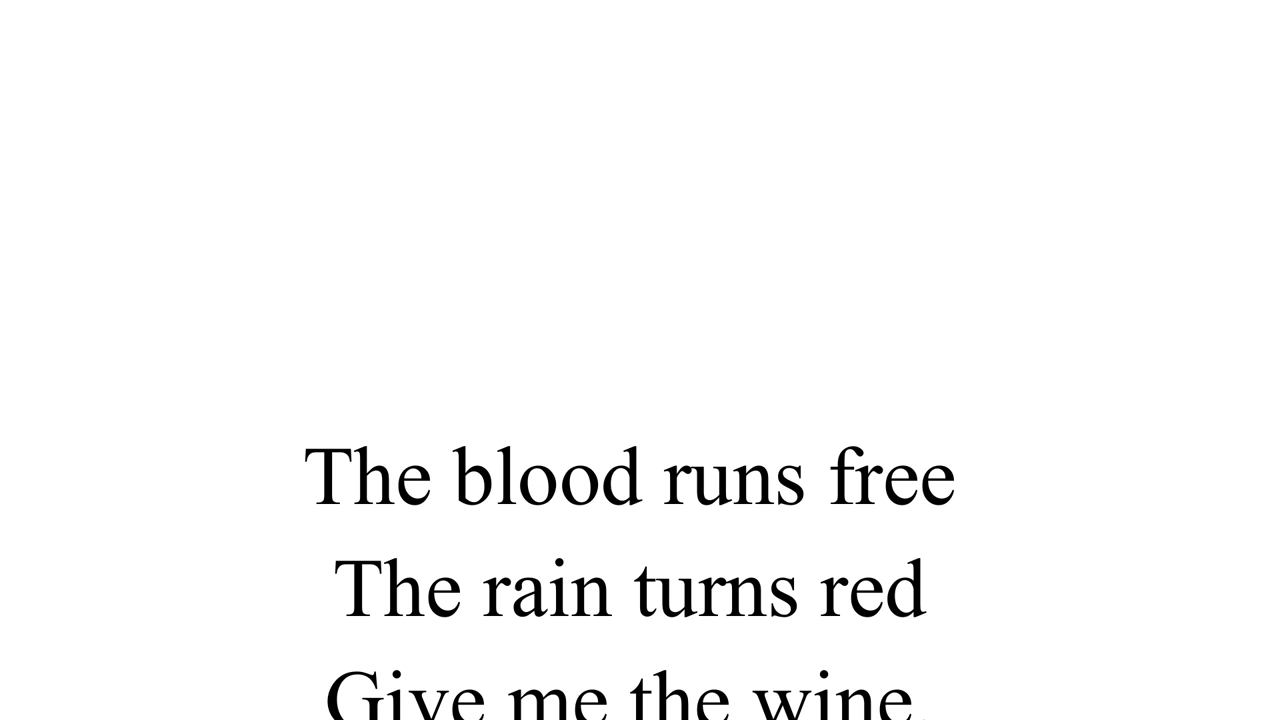 The blood runs free
The rain turns red
Give me the wine,